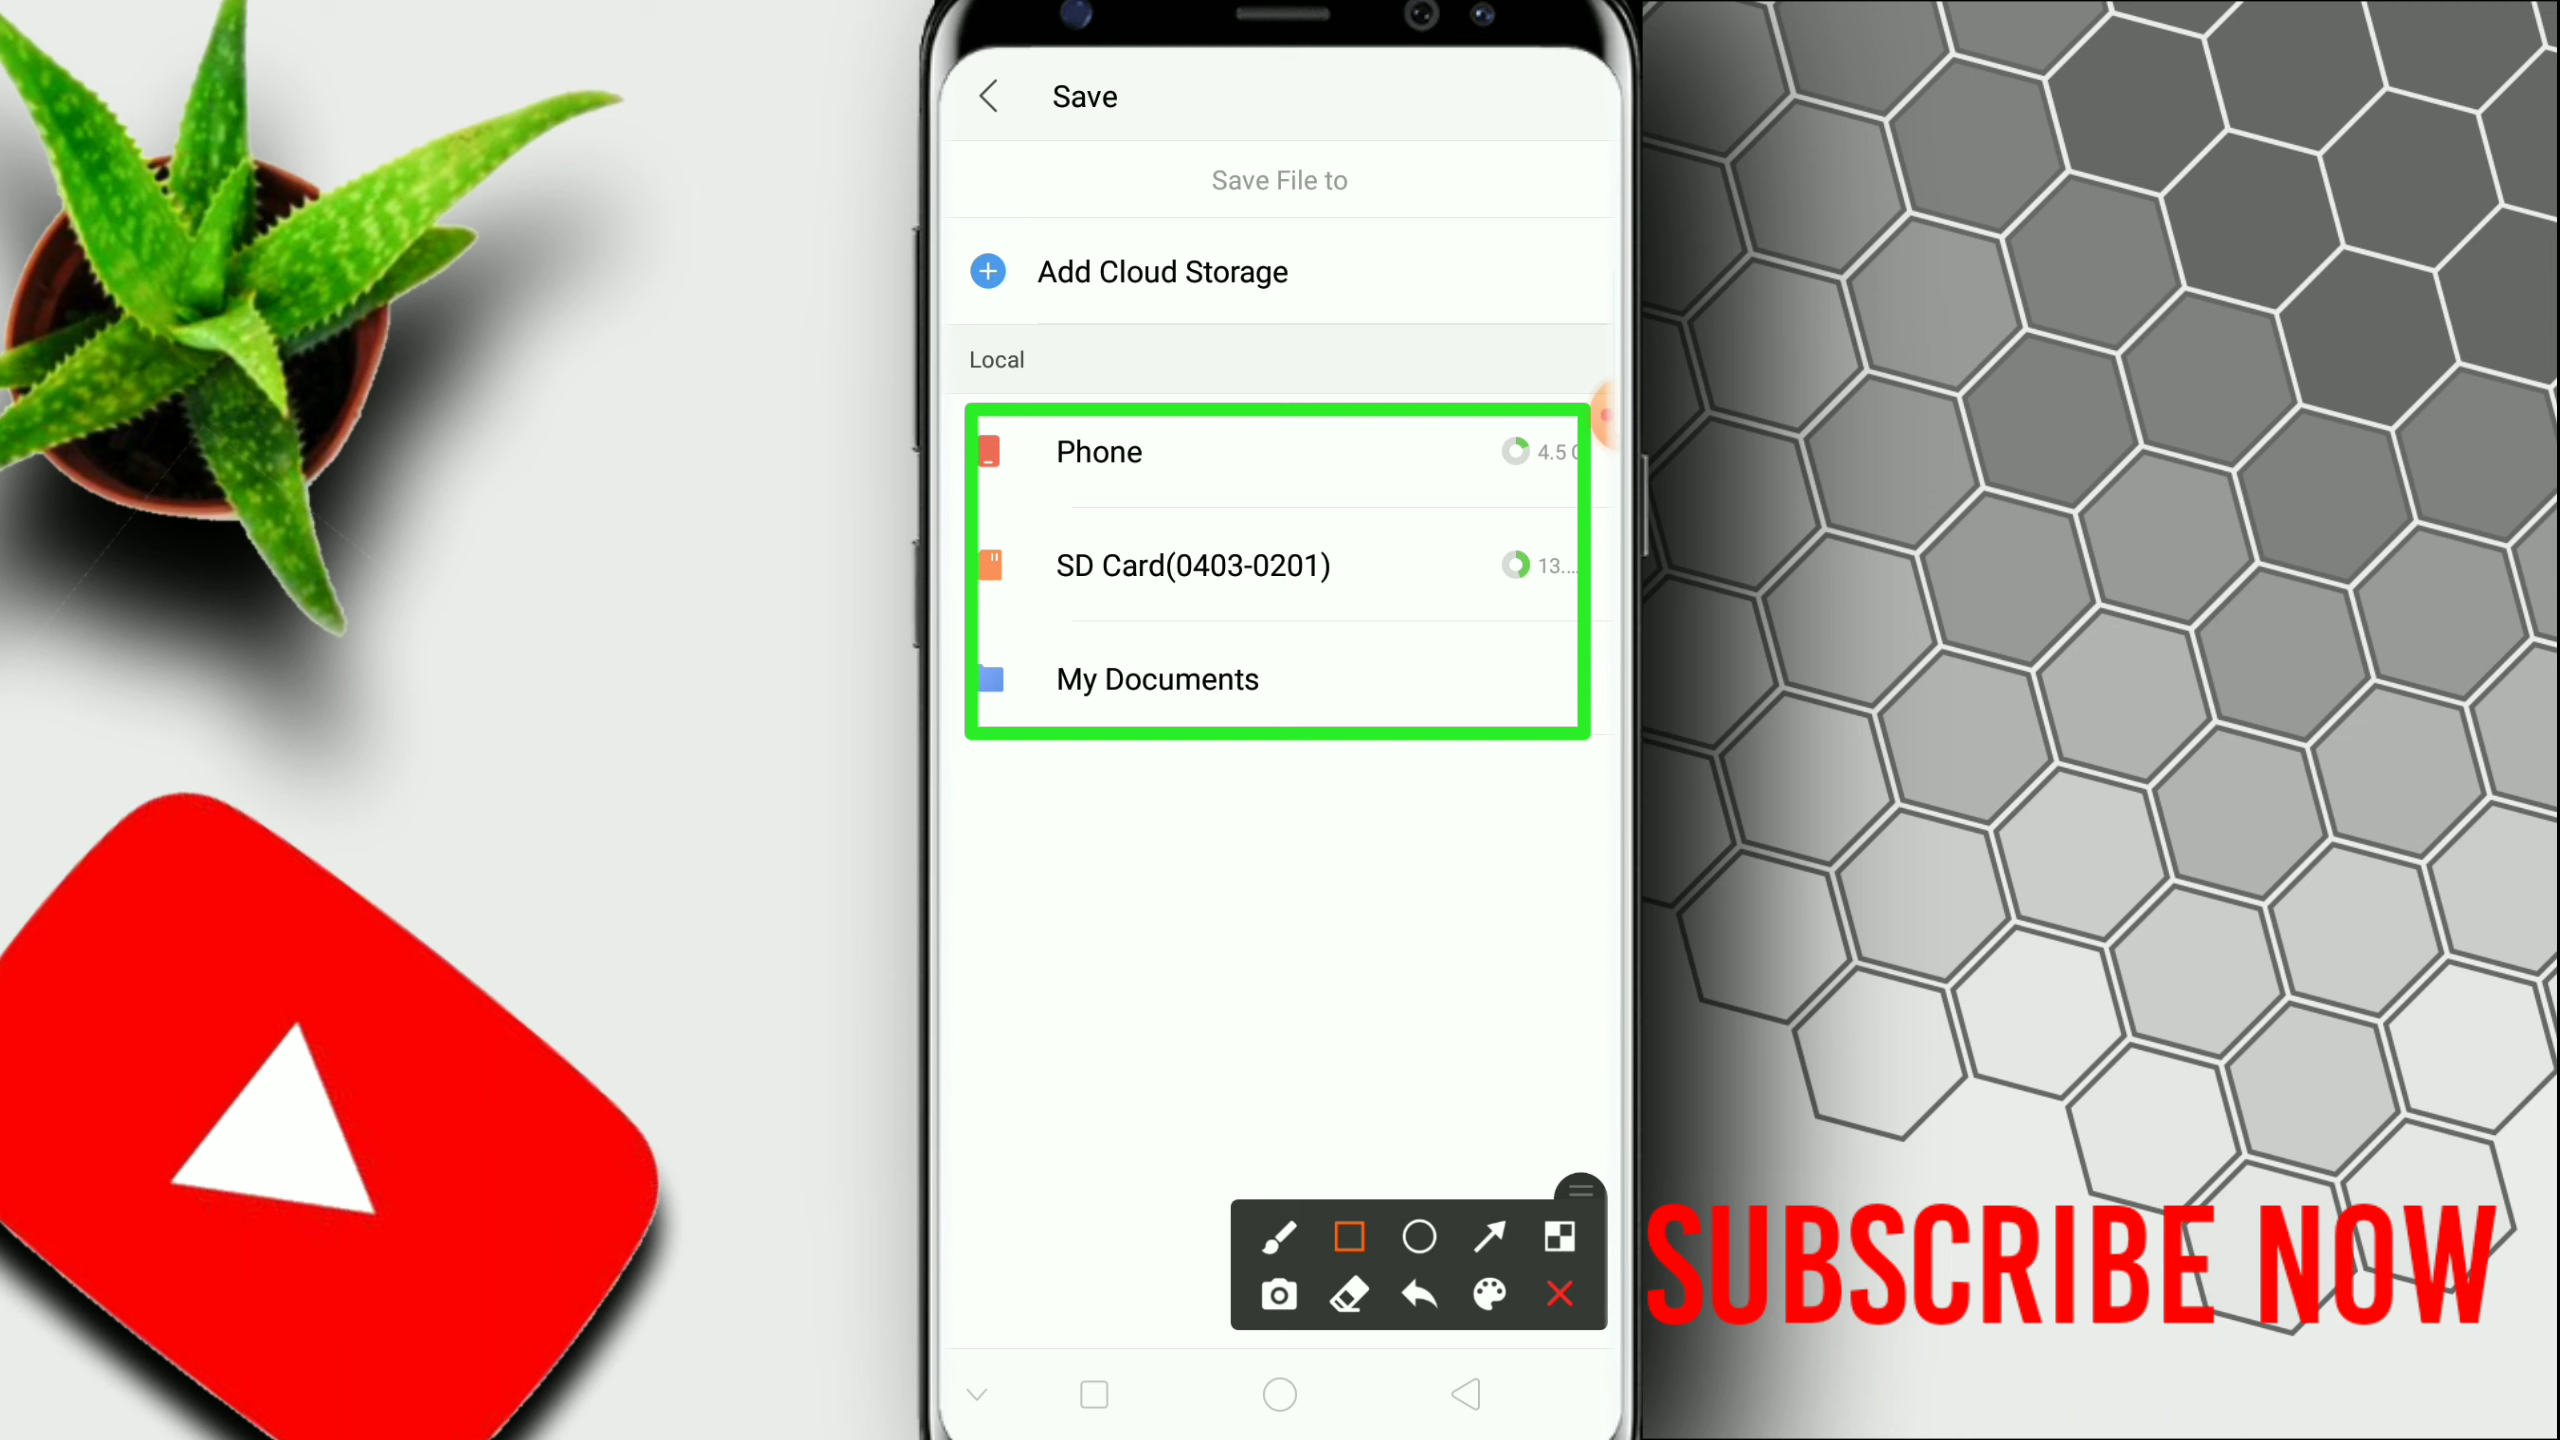 Save
Save File to
Add Cloud Storage
Local
Phone
4.5
SD Card(0403-0201)
13....
My Documents
SUBSCRIBE NOW